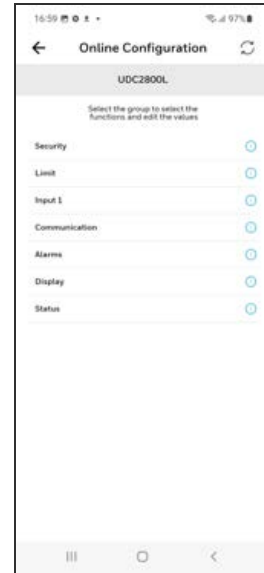 16:59
97%
Online Configuration
UDC2800L
Select the group to select the
functions and edit the values
Security
Limit
Input 1
Communication
Alarms
Display
Status